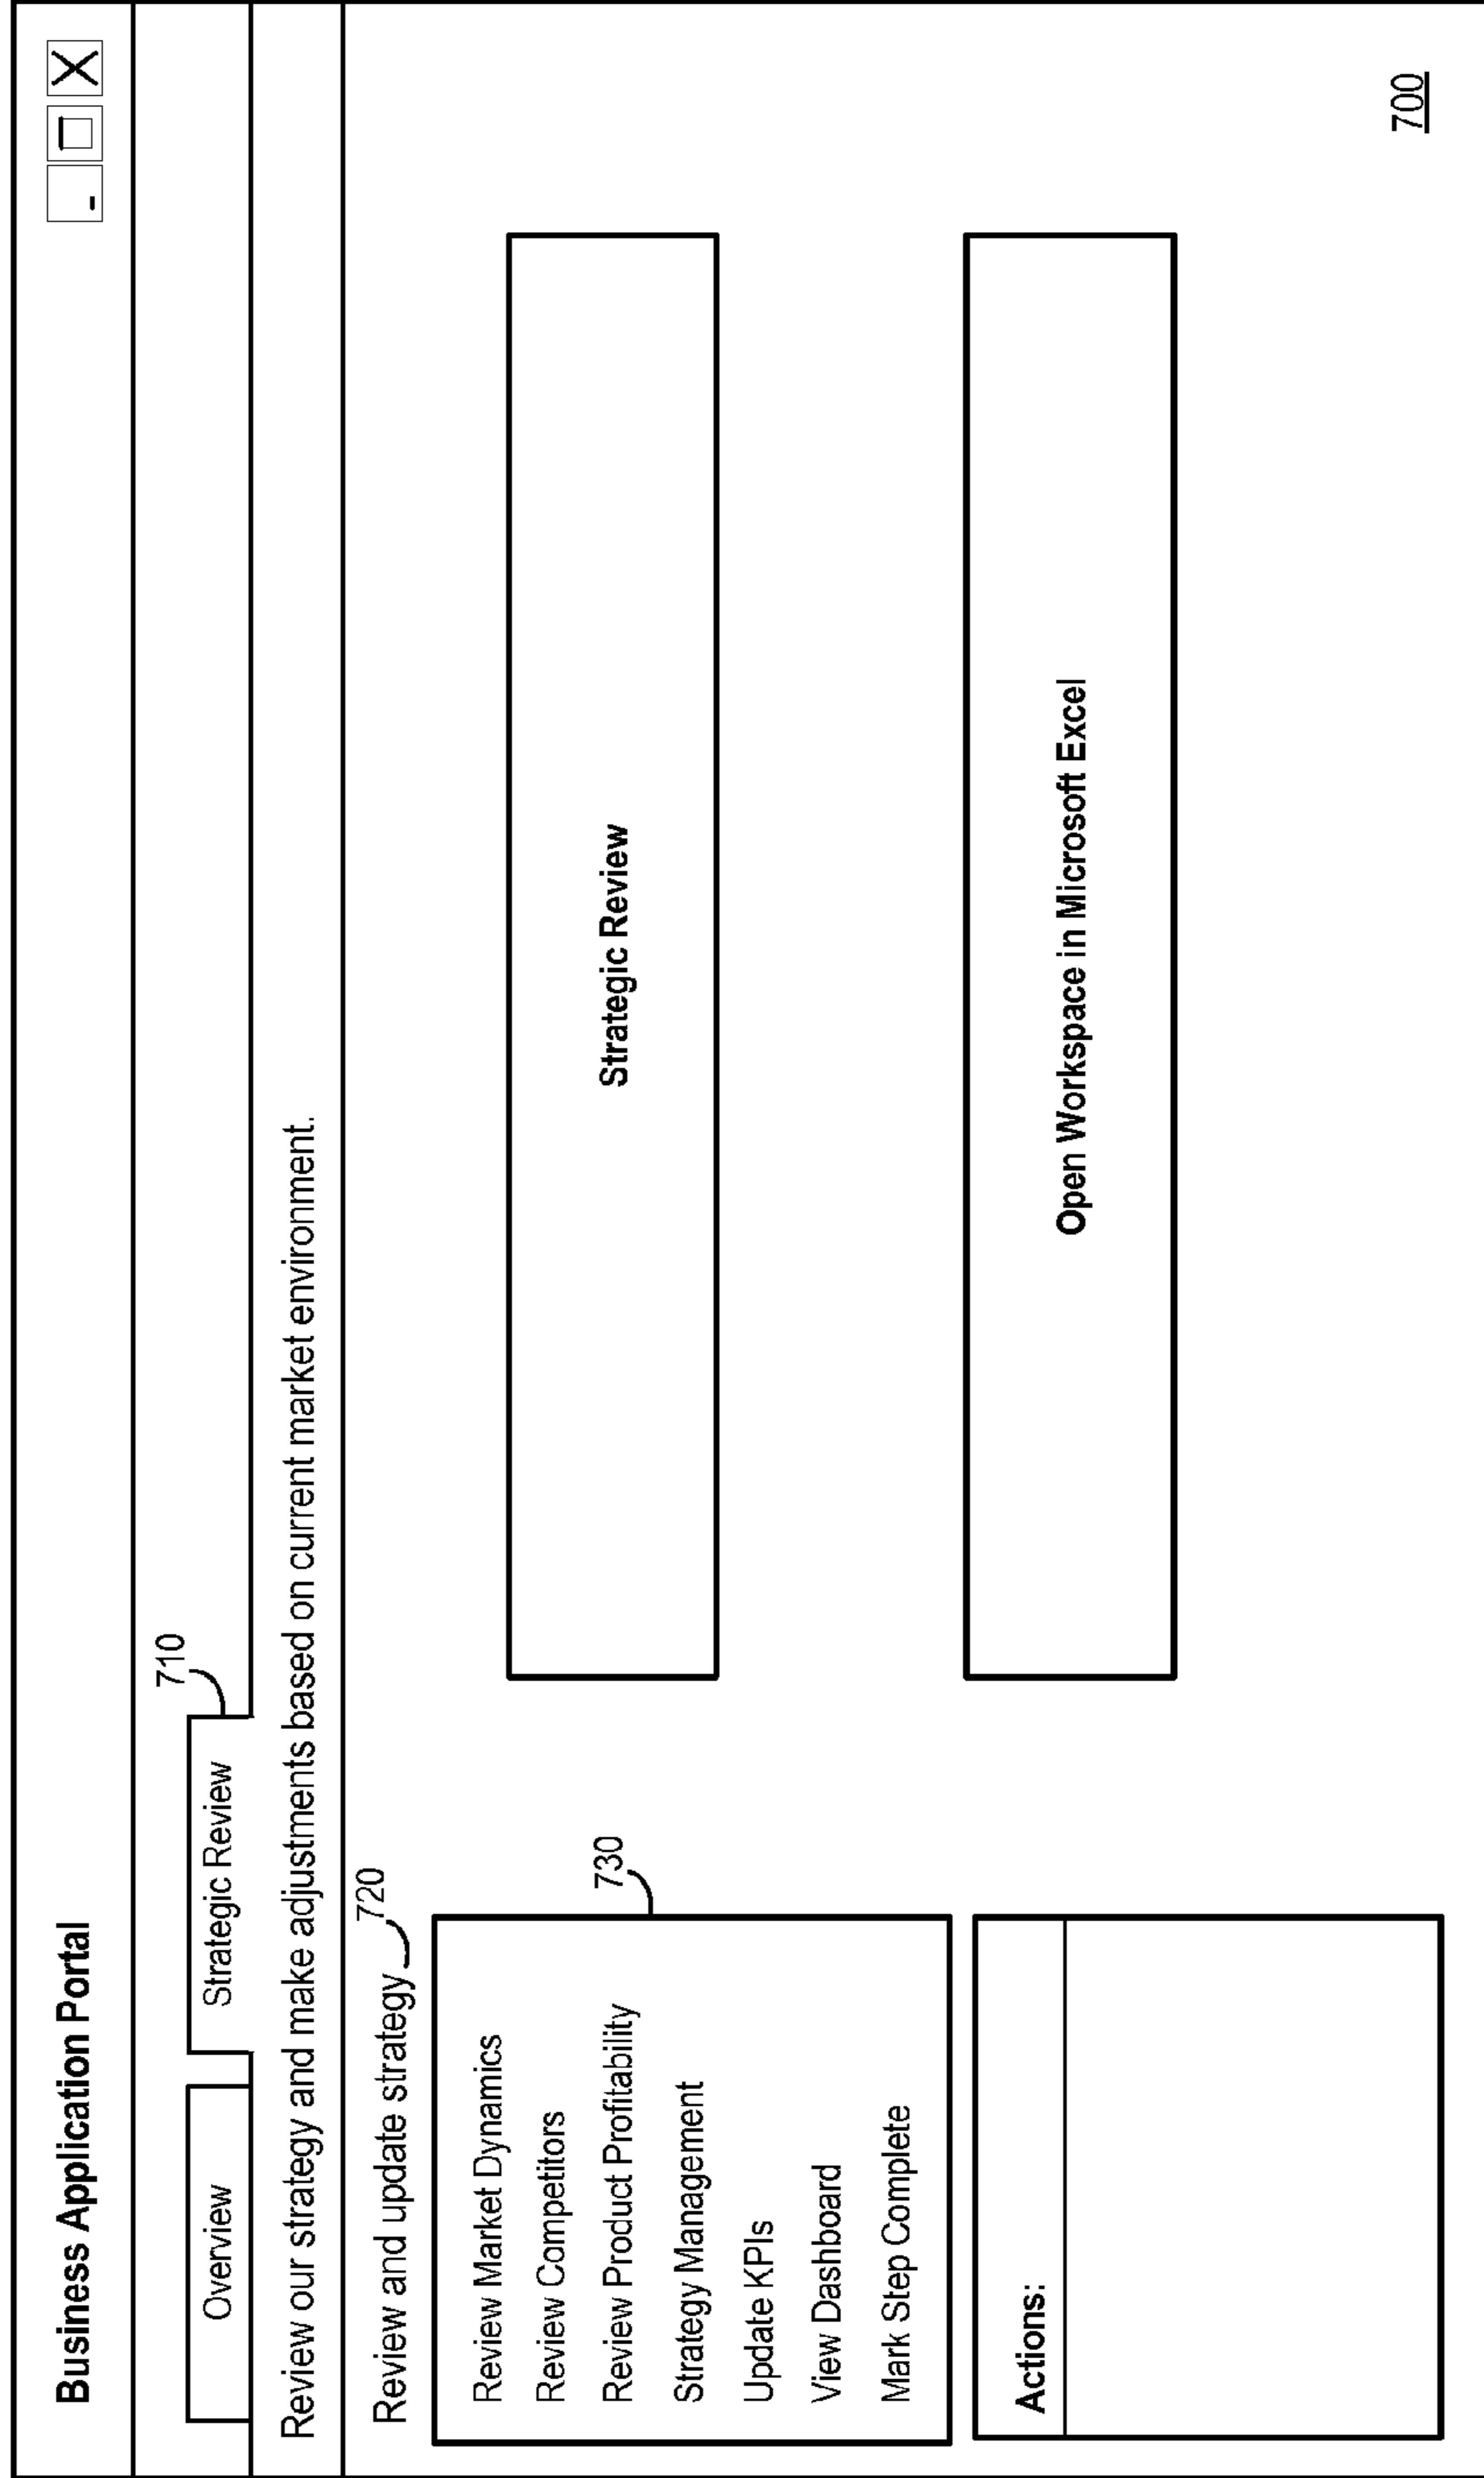 Business Application Portal
-
X
710
Overview
Strategic Review
Review our strategy and make adjustments based on current market environment.
Review and update strategy
720
730
Review Market Dynamics
Review Competitors
Review Product Profitability
Strategy Management
Update KPIs
View Dashboard
Mark Step Complete
Actions:
Strategic Review
Open Workspace in Microsoft Excel
700